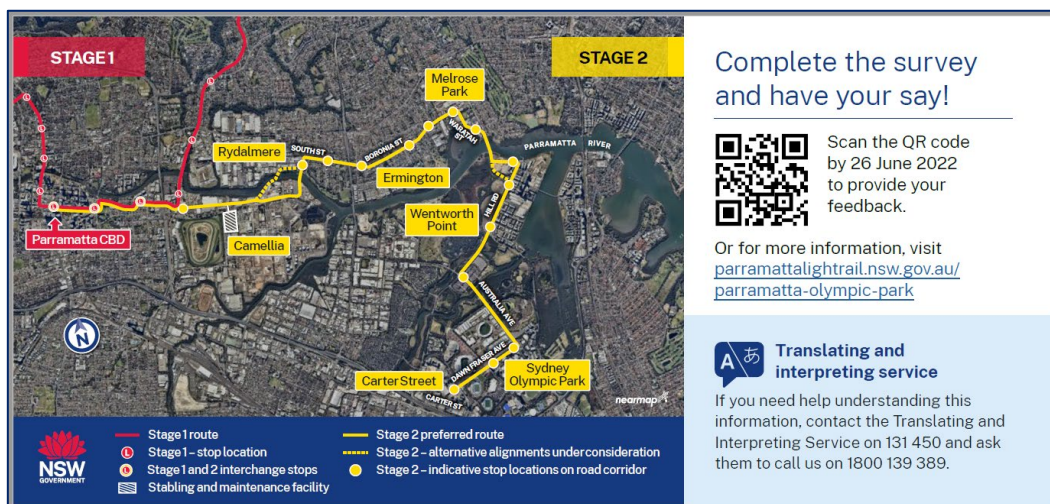 STAGE 1
STAGE 2
Melrose
Park
WARATAH
ST
PARRAMATTA RIVER
Rydalmere
SOUTH ST
BORONIA ST
Ermington
HILL RD
Wentworth
Point
Parramatta CBD
Camellia
AUSTRALIA AVE
N
DAWN FRASER AVE
Carter Street
CARTER ST
Sydney
Olympic Park
nearmap
NSW
GOVERNMENT
Stage 1 route
L
Stage 1 – stop location
L
Stage 1 and 2 interchange stops
Stabling and maintenance facility
Stage 2 preferred route
Stage 2 – alternative alignments under consideration
Stage 2 – indicative stop locations on road corridor
Complete the survey
and have your say!
Scan the QR code
by 26 June 2022
to provide your
feedback.
Or for more information, visit
parramattalightrail.nsw.gov.au/
parramatta-olympic-park
A あ
Translating and
interpreting service
If you need help understanding this
information, contact the Translating and
Interpreting Service on 131 450 and ask
them to call us on 1800 139 389.